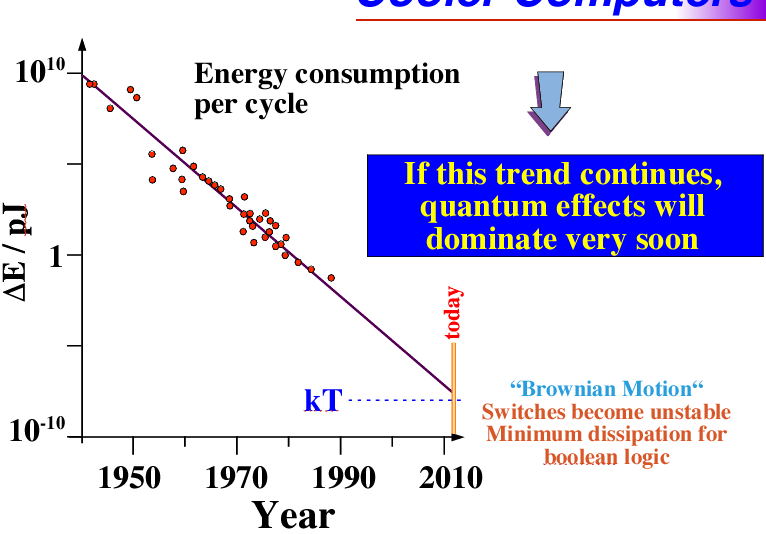 Cooler Computers
10^10
Energy consumption
per cycle
If this trend continues,
quantum effects will
dominate very soon
ΔE / pJ
1
today
kT
"Brownian Motion"
Switches become unstable
Minimum dissipation for
boolean logic
10^-10
1950 1970 1990 2010
Year